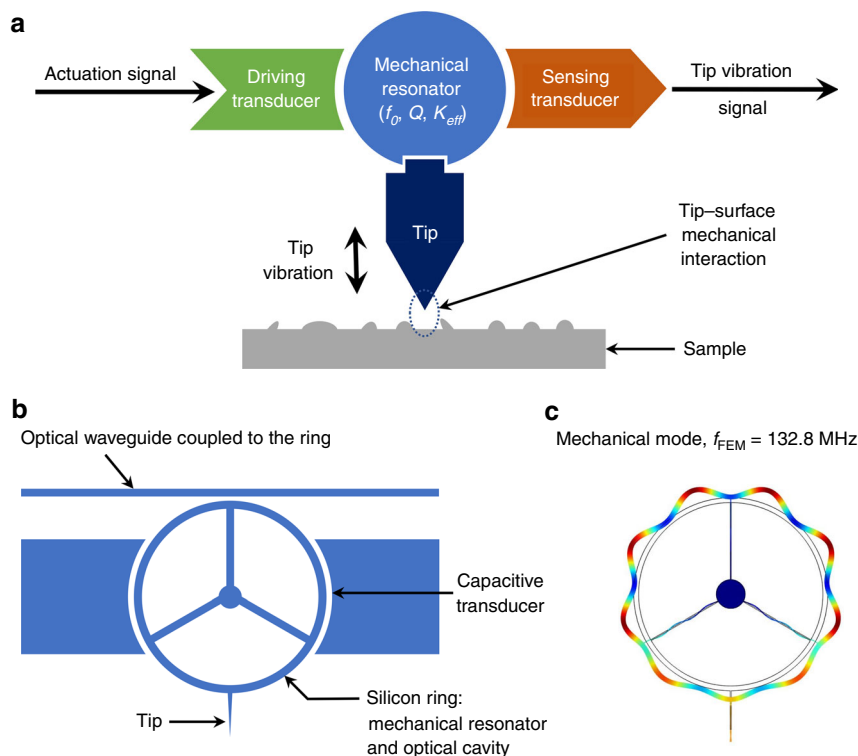 a
Actuation signal
Driving
transducer
Mechanical
resonator
(f0, Q, Keff)
Sensing
transducer
Tip vibration
signal
Tip
Tip
vibration
Tip–surface
mechanical
interaction
Sample
b
Optical waveguide coupled to the ring
Capacitive
transducer
Tip
Silicon ring:
mechanical resonator
and optical cavity
c
Mechanical mode, fFEM = 132.8 MHz